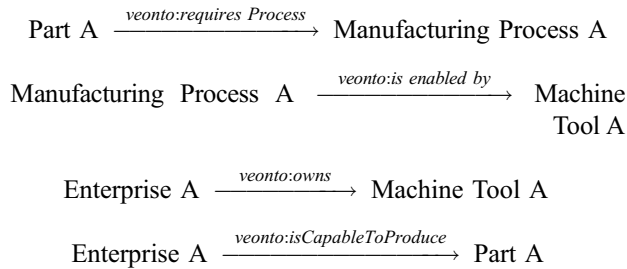 veonto:requires Process
Part A ⟶ Manufacturing Process A
veonto:is enabled by
Manufacturing Process A ⟶ Machine
Tool A
veonto:owns
Enterprise A ⟶ Machine Tool A
veonto:isCapableToProduce
Enterprise A ⟶ Part A